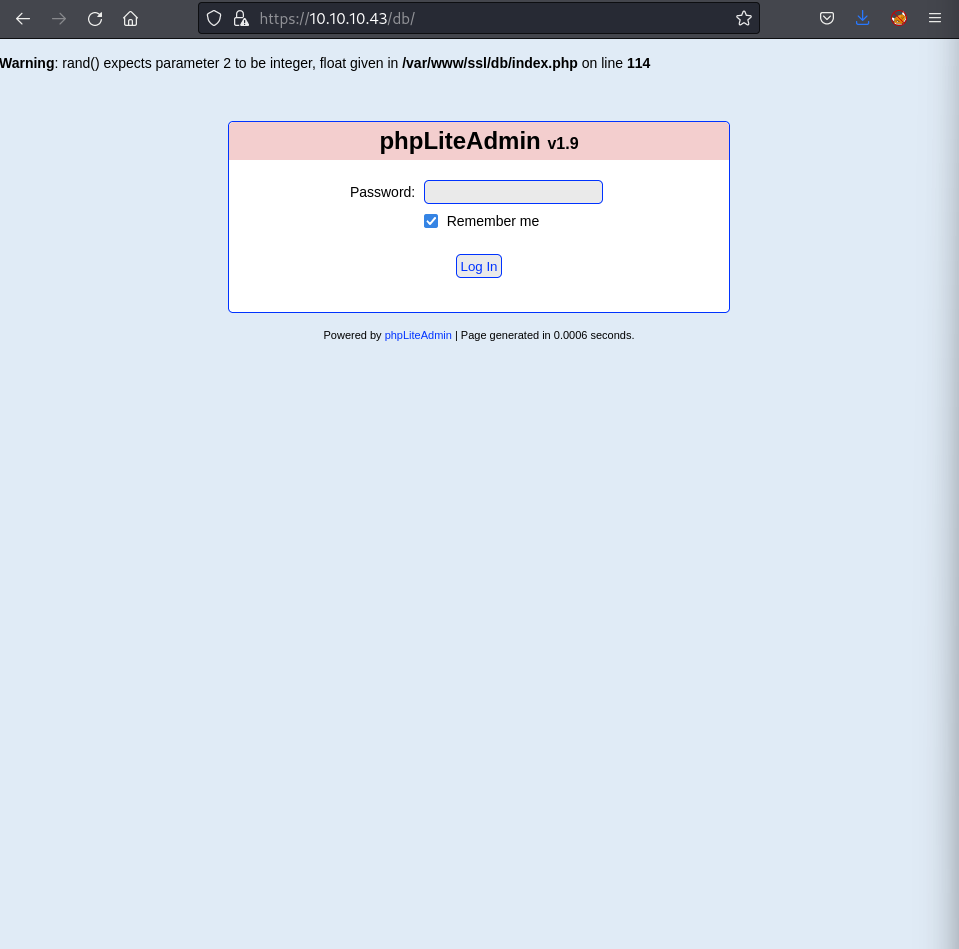 https://10.10.10.43/db/
Warning: rand() expects parameter 2 to be integer, float given in /var/www/ssl/db/index.php on line 114
phpLiteAdmin v1.9
Password:
Remember me
Log In
Powered by phpLiteAdmin | Page generated in 0.0006 seconds.